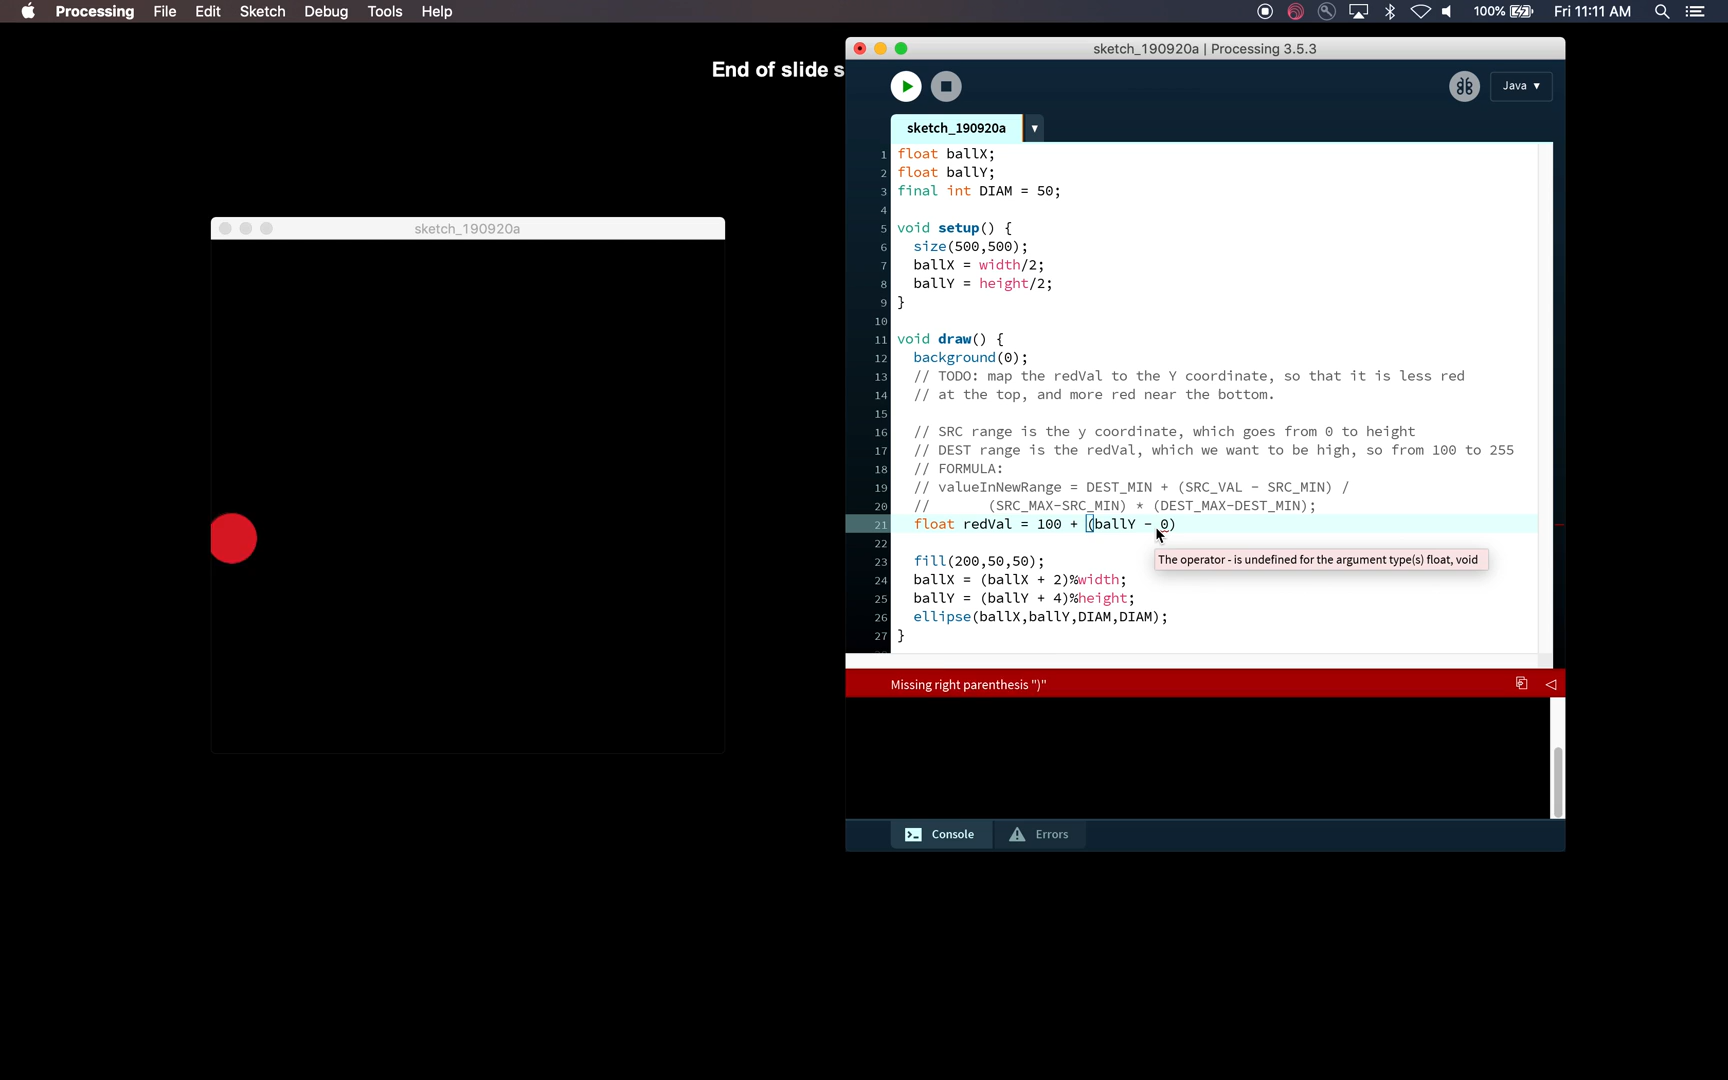 Processing File Edit Sketch Debug Tools Help 100% Fri 11:11 AM
End of slide s
sketch_190920a | Processing 3.5.3
Java ▾
sketch_190920a ▾
sketch_190920a
1 float ballX;
2 float ballY;
3 final int DIAM = 50;
4
5 void setup() {
6 size(500,500);
7 ballX = width/2;
8 ballY = height/2;
9 }
10
11 void draw() {
12 background(0);
13 // TODO: map the redVal to the Y coordinate, so that it is less red
14 // at the top, and more red near the bottom.
15
16 // SRC range is the y coordinate, which goes from 0 to height
17 // DEST range is the redVal, which we want to be high, so from 100 to 255
18 // FORMULA:
19 // valueInNewRange = DEST_MIN + (SRC_VAL - SRC_MIN) /
20 // (SRC_MAX-SRC_MIN) * (DEST_MAX-DEST_MIN);
21 float redVal = 100 + (ballY - 0)
22
The operator - is undefined for the argument type(s) float, void
23 fill(200,50,50);
24 ballX = (ballX + 2)%width;
25 ballY = (ballY + 4)%height;
26 ellipse(ballX,ballY,DIAM,DIAM);
27 }
Missing right parenthesis ")"
Console Errors